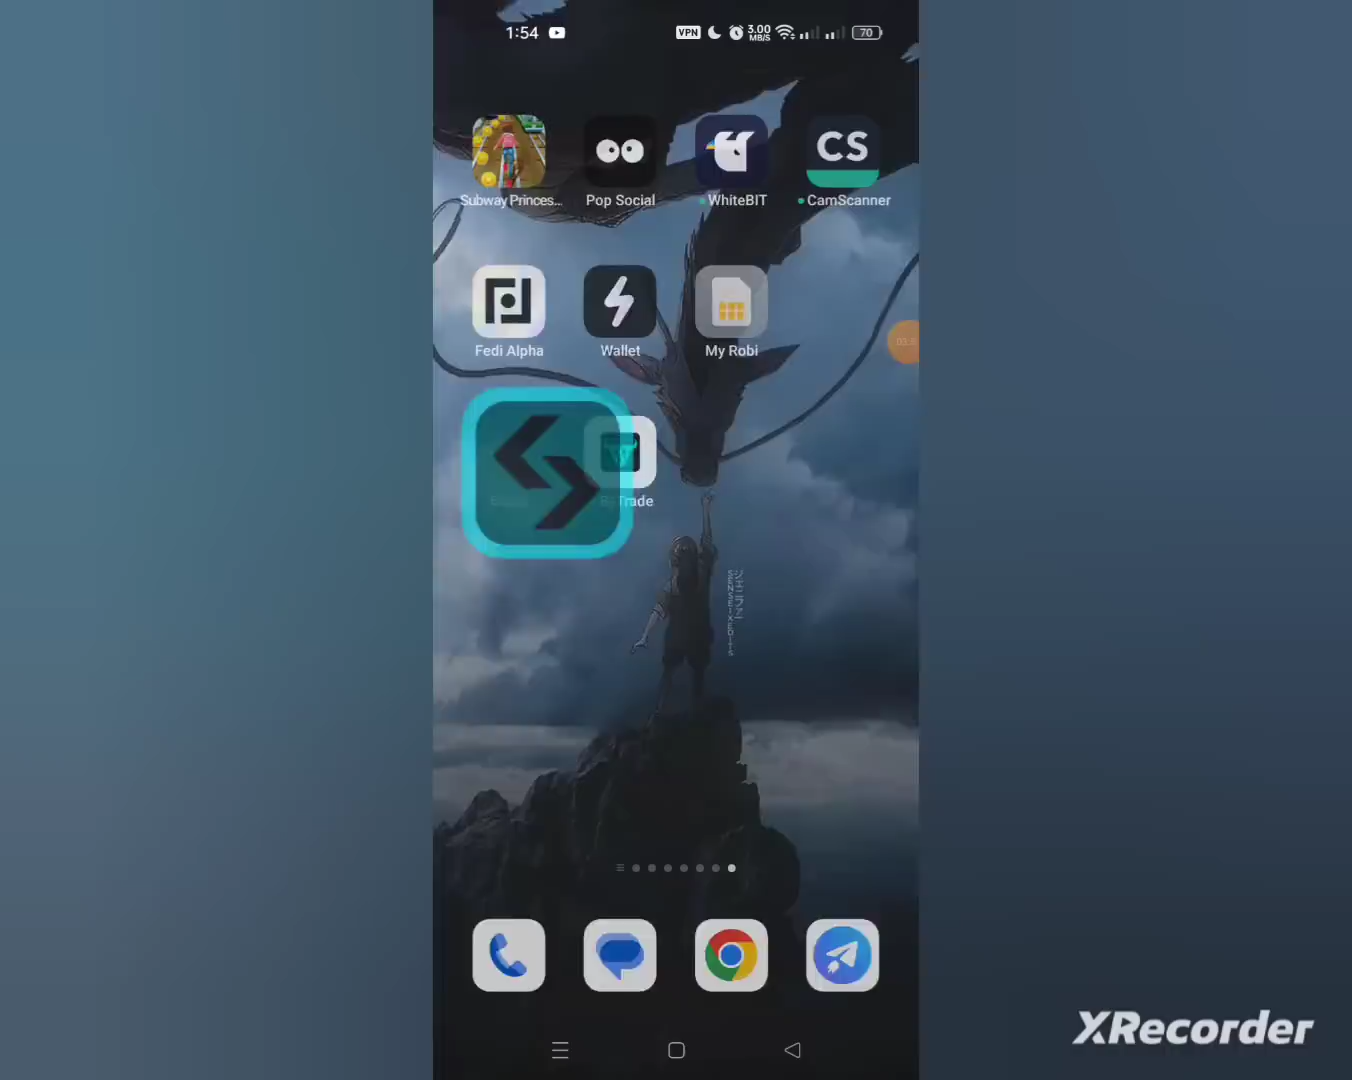 1:54
VPN
3.00
MB/S
70
CS
Subway Princes...
Pop Social
WhiteBIT
CamScanner
Fedi Alpha
Wallet
My Robi
W
Trade
XRecorder